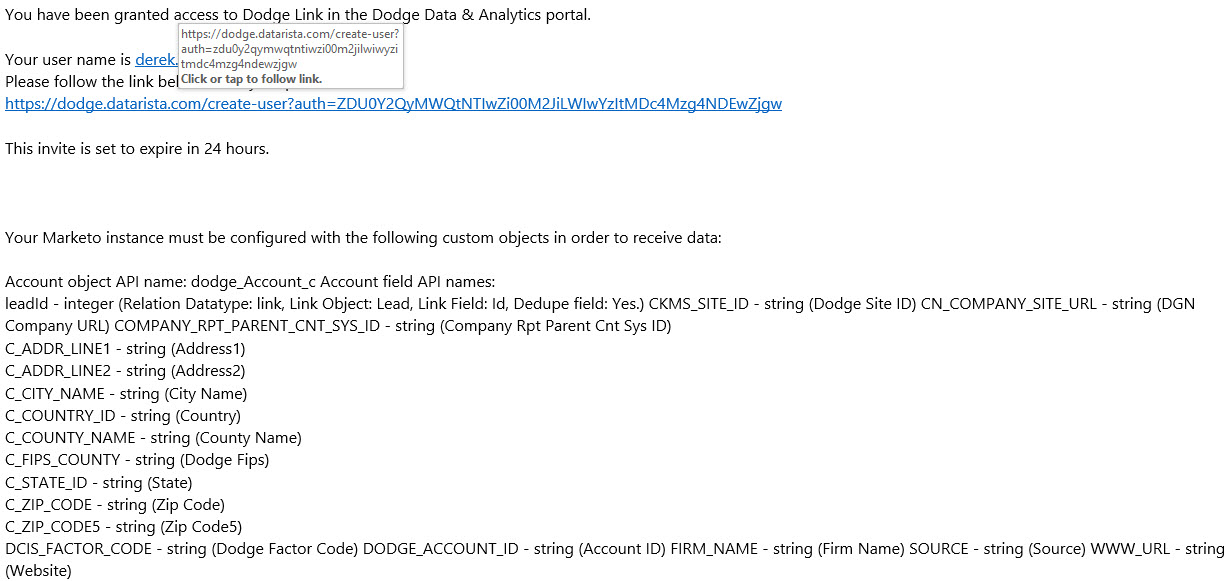 You have been granted access to Dodge Link in the Dodge Data & Analytics portal.
https://dodge.datarista.com/create-user?
auth=zdu0y2qymwqtntiwzi00m2jilwiwyzi
tmdc4mzg4ndewzjgw
Click or tap to follow link.
Your user name is derek.
Please follow the link bel
https://dodge.datarista.com/create-user?auth=ZDU0Y2QyMWQtNTIwZi00M2JiLWIwYzItMDc4Mzg4NDEwZjgw
This invite is set to expire in 24 hours.
Your Marketo instance must be configured with the following custom objects in order to receive data:
Account object API name: dodge_Account_c Account field API names:
leadId - integer (Relation Datatype: link, Link Object: Lead, Link Field: Id, Dedupe field: Yes.) CKMS_SITE_ID - string (Dodge Site ID) CN_COMPANY_SITE_URL - string (DGN
Company URL) COMPANY_RPT_PARENT_CNT_SYS_ID - string (Company Rpt Parent Cnt Sys ID)
C_ADDR_LINE1 - string (Address1)
C_ADDR_LINE2 - string (Address2)
C_CITY_NAME - string (City Name)
C_COUNTRY_ID - string (Country)
C_COUNTY_NAME - string (County Name)
C_FIPS_COUNTY - string (Dodge Fips)
C_STATE_ID - string (State)
C_ZIP_CODE - string (Zip Code)
C_ZIP_CODE5 - string (Zip Code5)
DCIS_FACTOR_CODE - string (Dodge Factor Code) DODGE_ACCOUNT_ID - string (Account ID) FIRM_NAME - string (Firm Name) SOURCE - string (Source) WWW_URL - string
(Website)